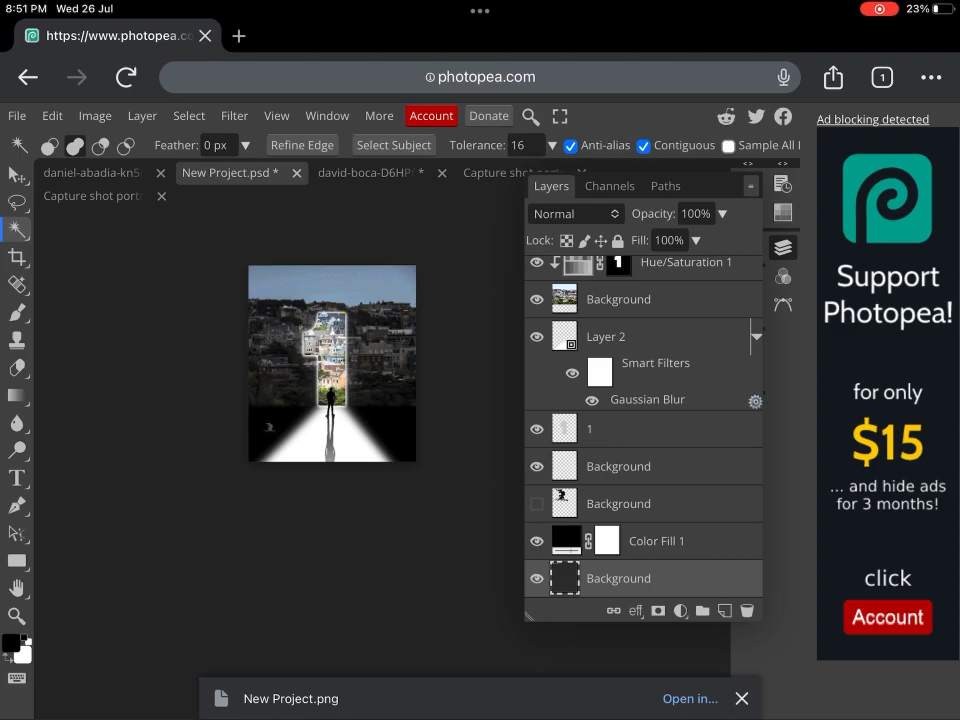 8:51 PM Wed 26 Jul
23%
https://www.photopea.co
photopea.com
1
File Edit Image Layer Select Filter View Window More Account Donate
Ad blocking detected
Feather: 0 px Refine Edge Select Subject Tolerance: 16 Anti-alias Contiguous Sample All
daniel-abadia-kn5 New Project.psd * david-boca-D6HP * Capture shot
Capture shot port
Layers Channels Paths
Normal Opacity: 100%
Lock: Fill: 100%
Hue/Saturation 1
Background
Layer 2
Smart Filters
Gaussian Blur
1
Background
Background
Color Fill 1
Background
eff
Support
Photopea!
for only
$15
... and hide ads
for 3 months!
click
Account
New Project.png Open in...